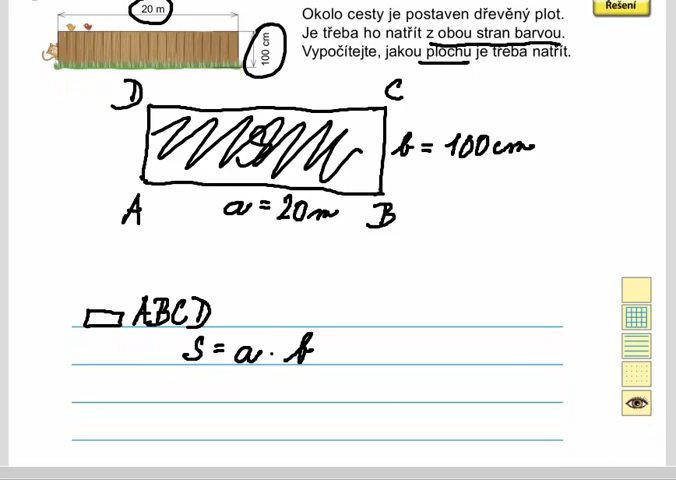 20 m
100 cm
Okolo cesty je postaven dřevěný plot.
Je třeba ho natřít z obou stran barvou.
Vypočítejte, jakou plochu je třeba natřít.
Řešení
D
C
S
b = 100 cm
A
a = 20 m
B
ABCD
S = a · b